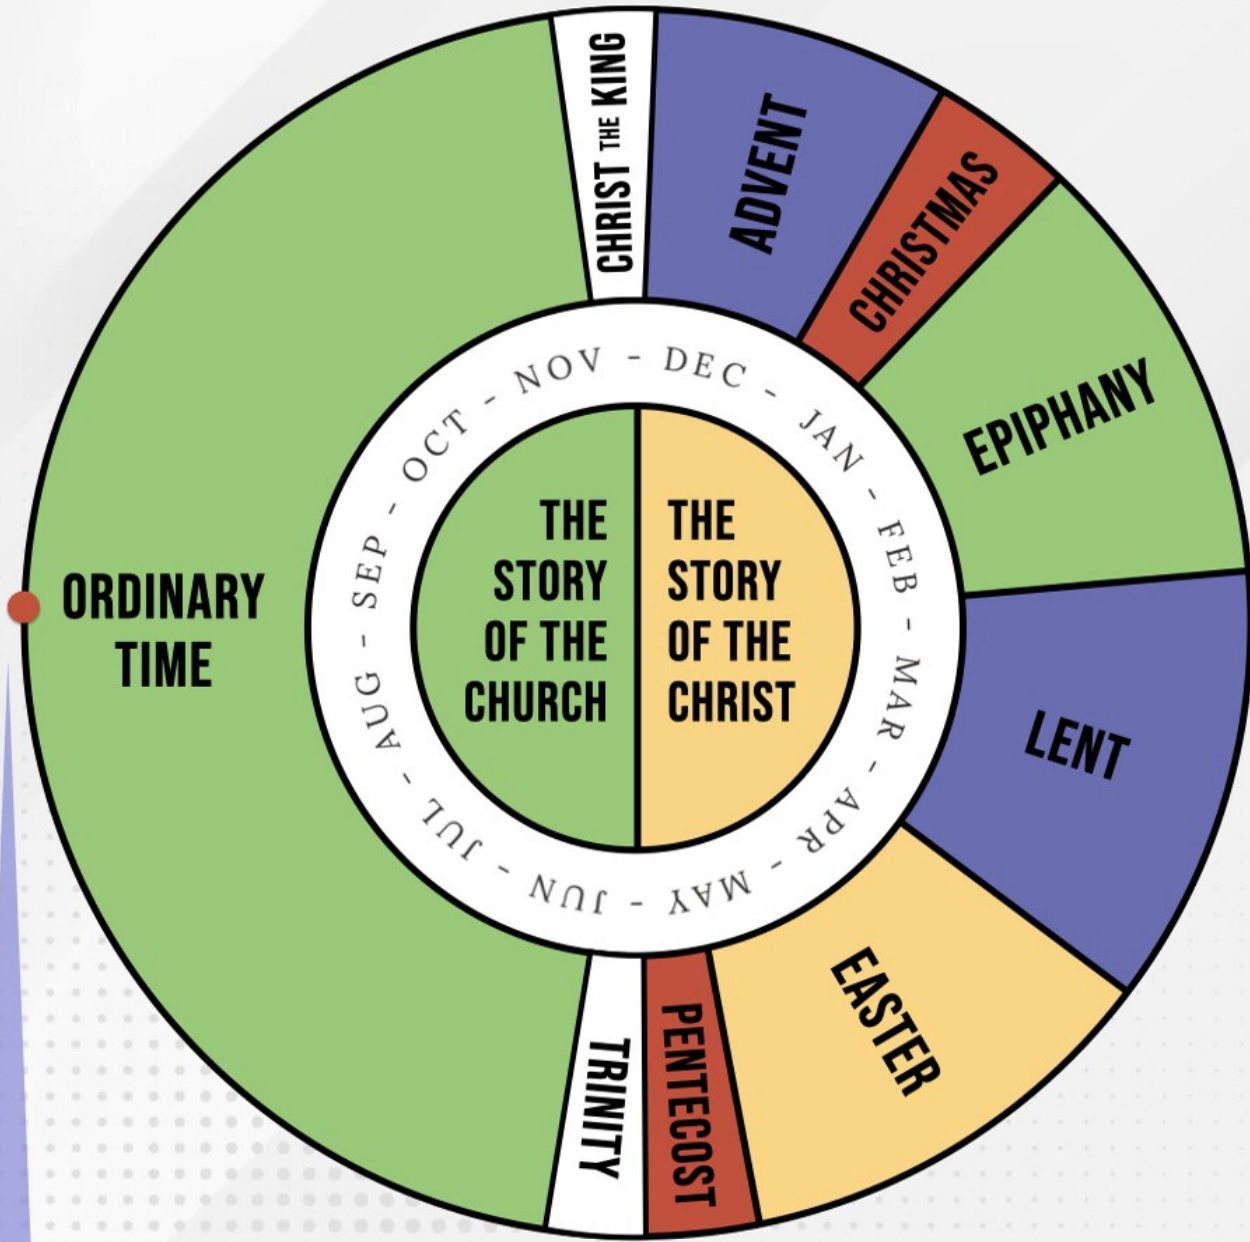 CHRIST THE KING
ADVENT
CHRISTMAS
EPIPHANY
LENT
EASTER
PENTECOST
TRINITY
ORDINARY
TIME
NOV - DEC - JAN - FEB - MAR - APR - MAY - JUN - JUL - AUG - SEP - OCT -
THE
STORY
OF THE
CHURCH
THE
STORY
OF THE
CHRIST